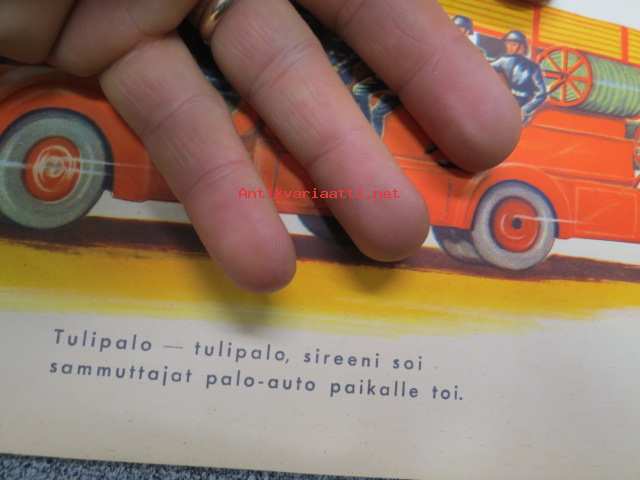 Antikvariaatti.net
Tulipalo — tulipalo, sireeni soi
sammuttajat palo-auto paikalle toi.